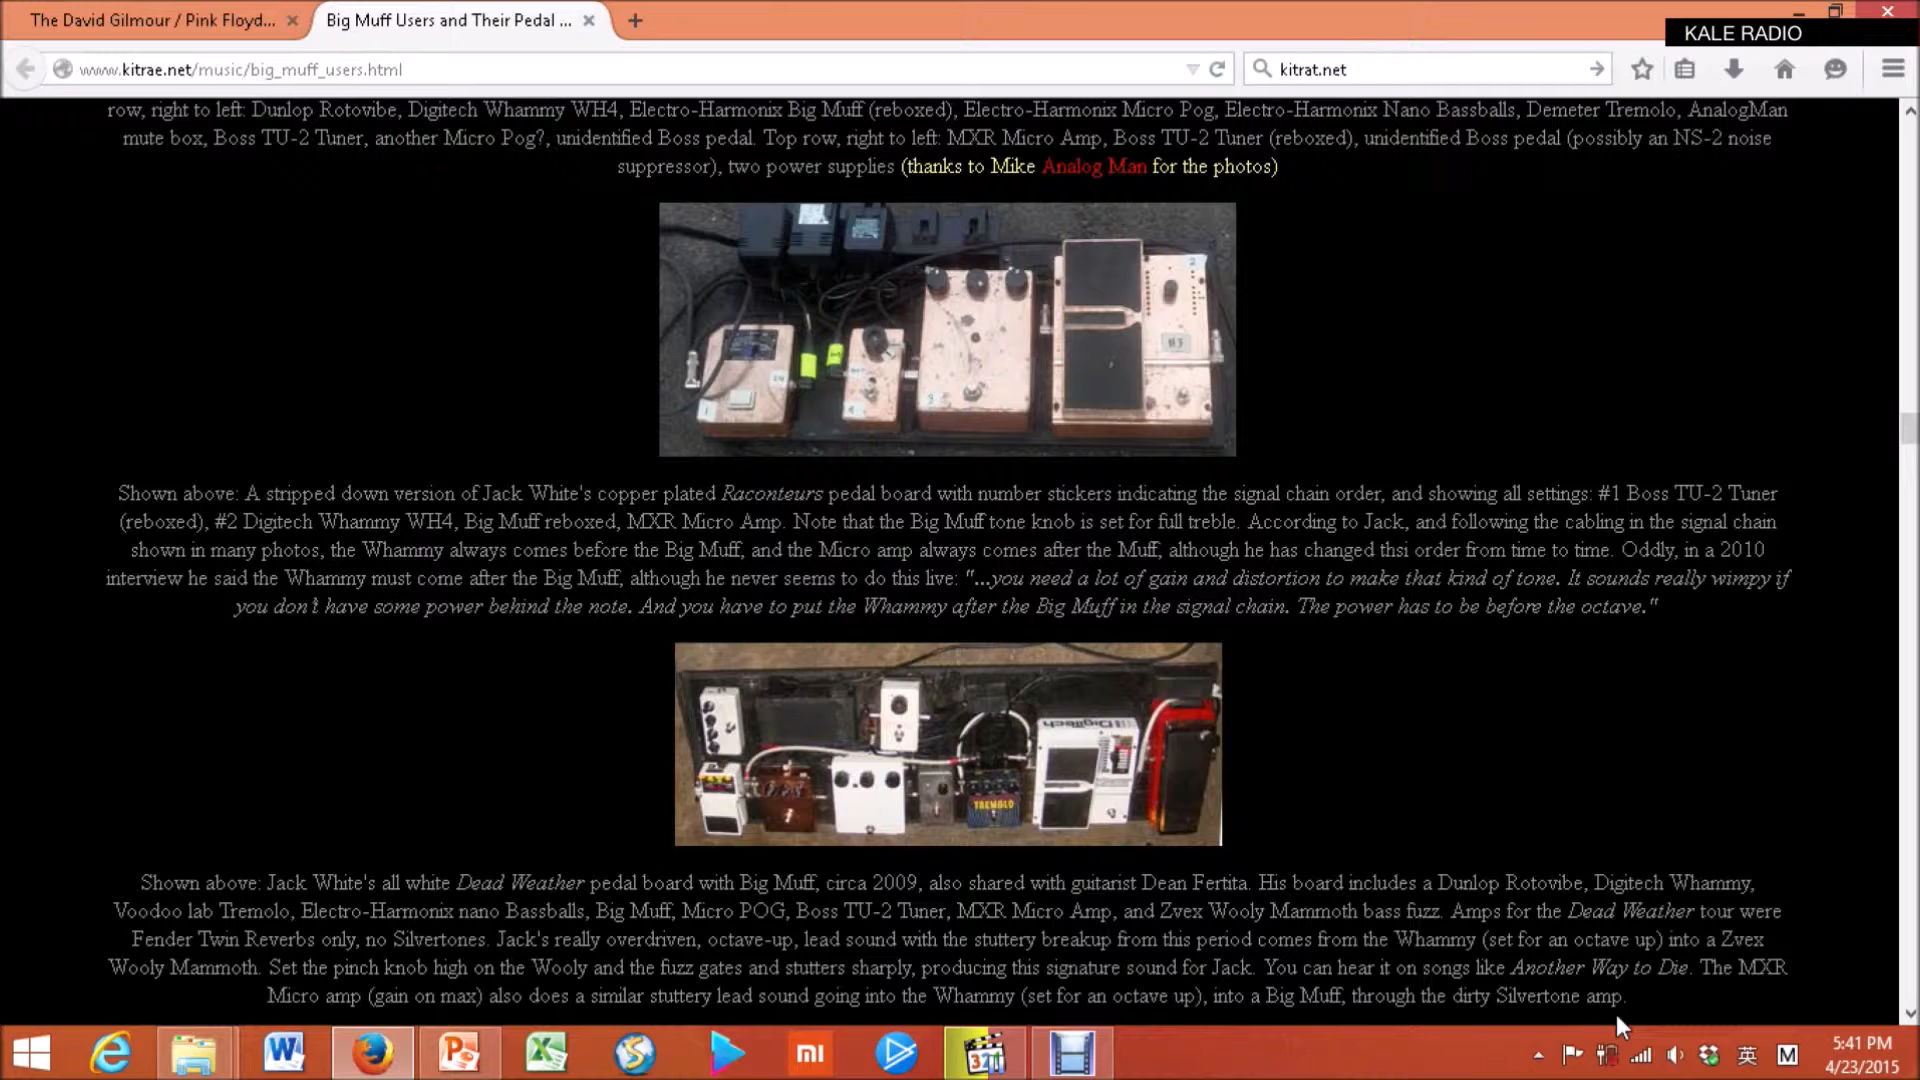 The David Gilmour / Pink Floyd...
Big Muff Users and Their Pedal ...
KALE RADIO
www.kitrae.net/music/big_muff_users.html
kitrat.net
row, right to left: Dunlop Rotovibe, Digitech Whammy WH4, Electro-Harmonix Big Muff (reboxed), Electro-Harmonix Micro Pog, Electro-Harmonix Nano Bassballs, Demeter Tremolo, AnalogMan
mute box, Boss TU-2 Tuner, another Micro Pog?, unidentified Boss pedal. Top row, right to left: MXR Micro Amp, Boss TU-2 Tuner (reboxed), unidentified Boss pedal (possibly an NS-2 noise
suppressor), two power supplies (thanks to Mike Analog Man for the photos)
Shown above: A stripped down version of Jack White's copper plated Raconteurs pedal board with number stickers indicating the signal chain order, and showing all settings: #1 Boss TU-2 Tuner
(reboxed), #2 Digitech Whammy WH4, Big Muff reboxed, MXR Micro Amp. Note that the Big Muff tone knob is set for full treble. According to Jack, and following the cabling in the signal chain
shown in many photos, the Whammy always comes before the Big Muff, and the Micro amp always comes after the Muff, although he has changed thsi order from time to time. Oddly, in a 2010
interview he said the Whammy must come after the Big Muff, although he never seems to do this live: "...you need a lot of gain and distortion to make that kind of tone. It sounds really wimpy if
you don't have some power behind the note. And you have to put the Whammy after the Big Muff in the signal chain. The power has to be before the octave."
DigiTech
TREMOLO
Shown above: Jack White's all white Dead Weather pedal board with Big Muff, circa 2009, also shared with guitarist Dean Fertita. His board includes a Dunlop Rotovibe, Digitech Whammy,
Voodoo lab Tremolo, Electro-Harmonix nano Bassballs, Big Muff, Micro POG, Boss TU-2 Tuner, MXR Micro Amp, and Zvex Wooly Mammoth bass fuzz. Amps for the Dead Weather tour were
Fender Twin Reverbs only, no Silvertones. Jack's really overdriven, octave-up, lead sound with the stuttery breakup from this period comes from the Whammy (set for an octave up) into a Zvex
Wooly Mammoth. Set the pinch knob high on the Wooly and the fuzz gates and stutters sharply, producing this signature sound for Jack. You can hear it on songs like Another Way to Die. The MXR
Micro amp (gain on max) also does a similar stuttery lead sound going into the Whammy (set for an octave up), into a Big Muff, through the dirty Silvertone amp.
mi
321
英
M
5:41 PM
4/23/2015